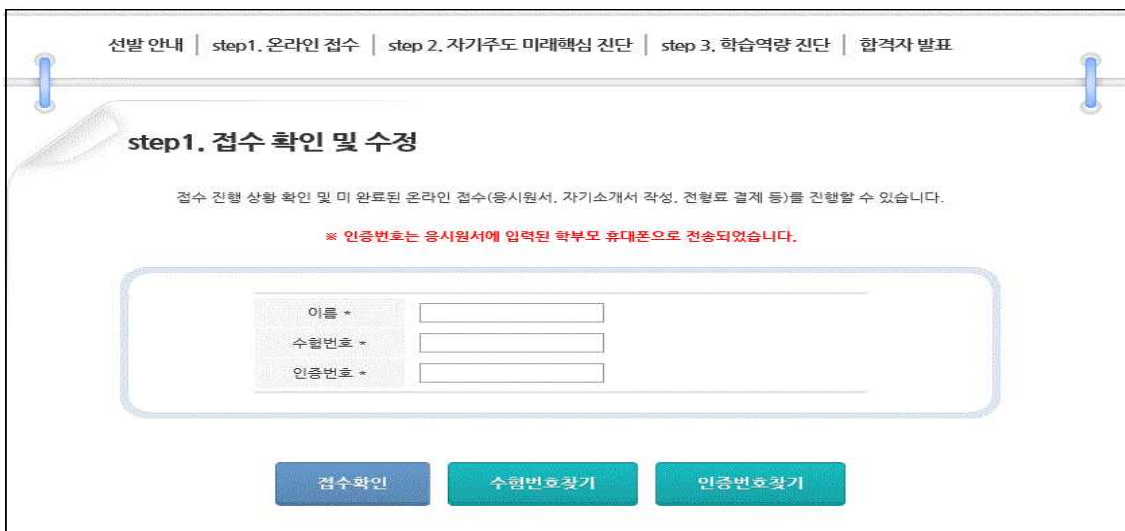 선발 안내 | step1. 온라인 접수 | step 2. 자기주도 미래핵심 진단 | step 3. 학습역량 진단 | 합격자 발표
step1. 접수 확인 및 수정
접수 진행 상황 확인 및 미 완료된 온라인 접수(응시원서, 자기소개서 작성, 전형료 결제 등)를 진행할 수 있습니다.
※ 인증번호는 응시원서에 입력된 학부모 휴대폰으로 전송되었습니다.
이름 *
수험번호 *
인증번호 *
접수확인 수험번호찾기 인증번호찾기